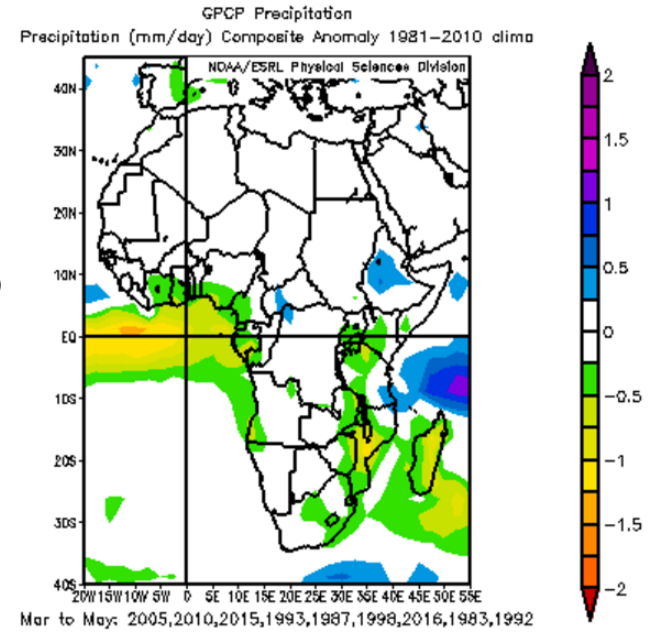 GPCP Precipitation
Precipitation (mm/day) Composite Anomaly 1981-2010 clima
NOAA/ESRL Physical Sciences Division
40N
30N
20N
10N
EQ
10S
20S
30S
40S
20W 15W 10W 5W 0 5E 10E 15E 20E 25E 30E 35E 40E 45E 50E 55E
Mar to May: 2005,2010,2015,1993,1987,1998,2016,1983,1992
2
1.5
1
0.5
0
-0.5
-1
-1.5
-2